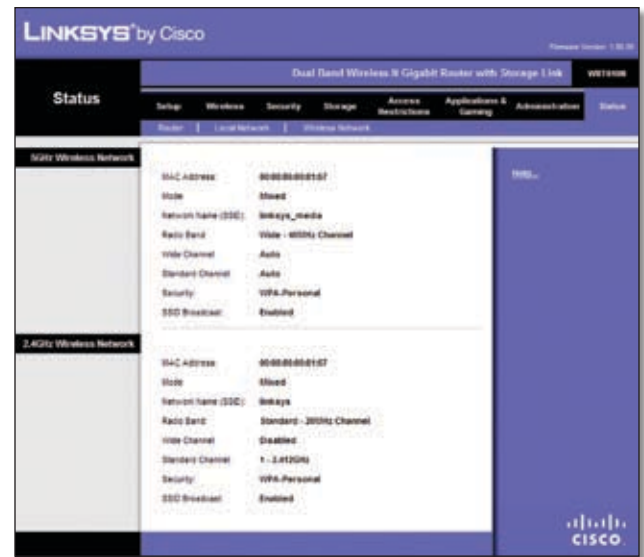 LINKSYS by Cisco
Firmware Version
Dual Band Wireless-N Gigabit Router with Storage Link
Status
Setup Wireless Security Storage Access Restrictions Applications & Gaming Administration Status
Router | Local Network | Wireless Network
5GHz Wireless Network
Help...
MAC Address:
Mode: Mixed
Network Name (SSID): linksys_media
Radio Band: Wide - 40MHz Channel
Wide Channel: Auto
Standard Channel: Auto
Security: WPA-Personal
SSID Broadcast: Enabled
2.4GHz Wireless Network
MAC Address:
Mode: Mixed
Network Name (SSID): linksys
Radio Band: Standard - 20MHz Channel
Wide Channel: Disabled
Standard Channel: 1 - 2.412GHz
Security: WPA-Personal
SSID Broadcast: Enabled
CISCO